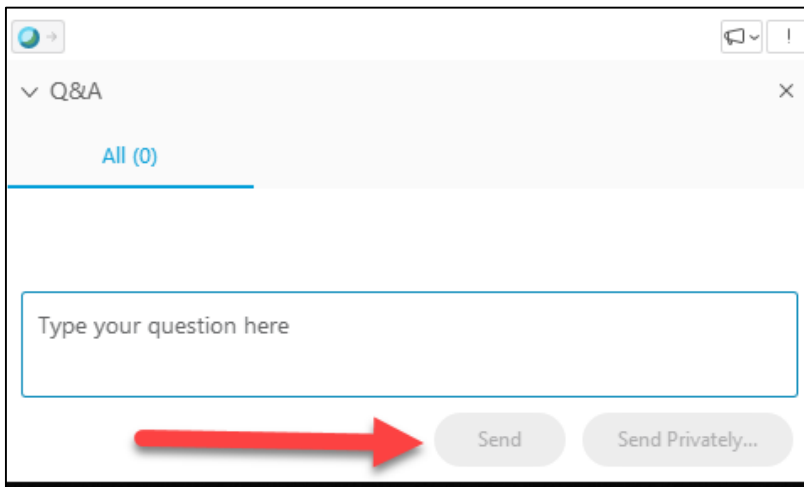 Q&A
All (0)
Type your question here
Send
Send Privately...